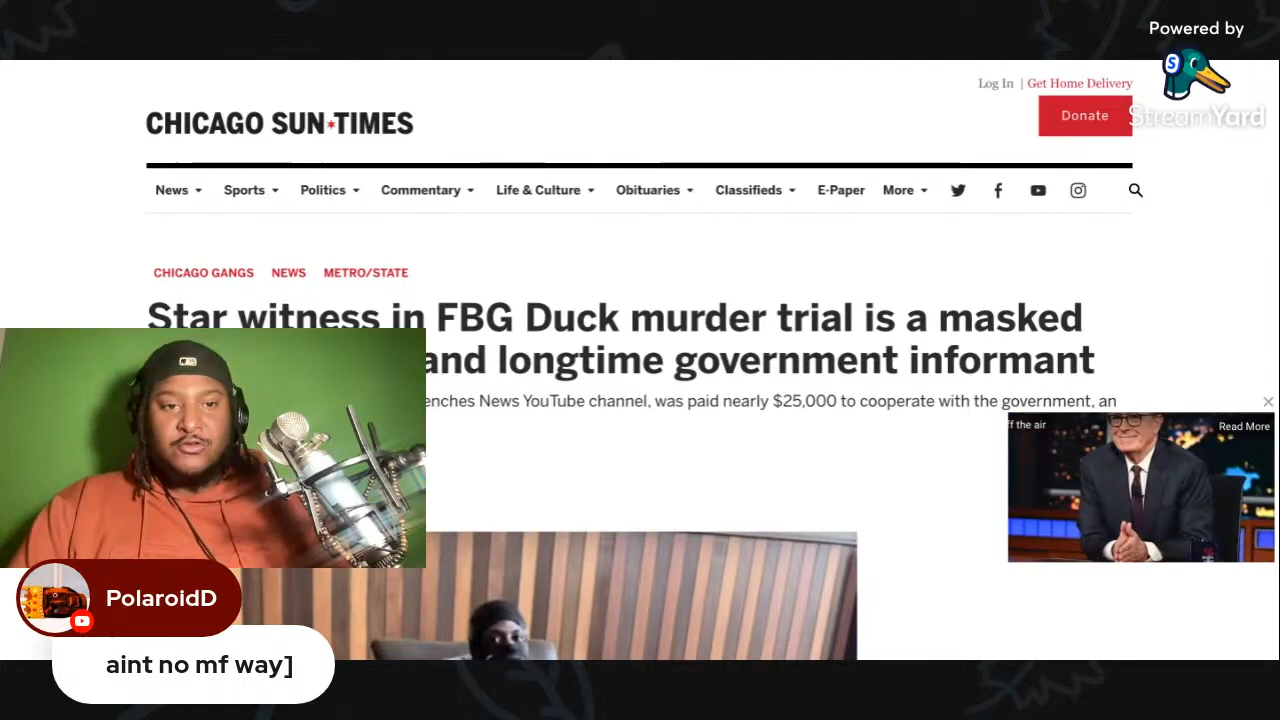 Powered by
StreamYard
Log In | Get Home Delivery
Donate
CHICAGO SUN TIMES
News Sports Politics Commentary Life & Culture Obituaries Classifieds E-Paper More
CHICAGO GANGS NEWS METRO/STATE
Star witness in FBG Duck murder trial is a masked
and longtime government informant
enches News YouTube channel, was paid nearly $25,000 to cooperate with the government, an
ff the air
Read More
PolaroidD
aint no mf way]